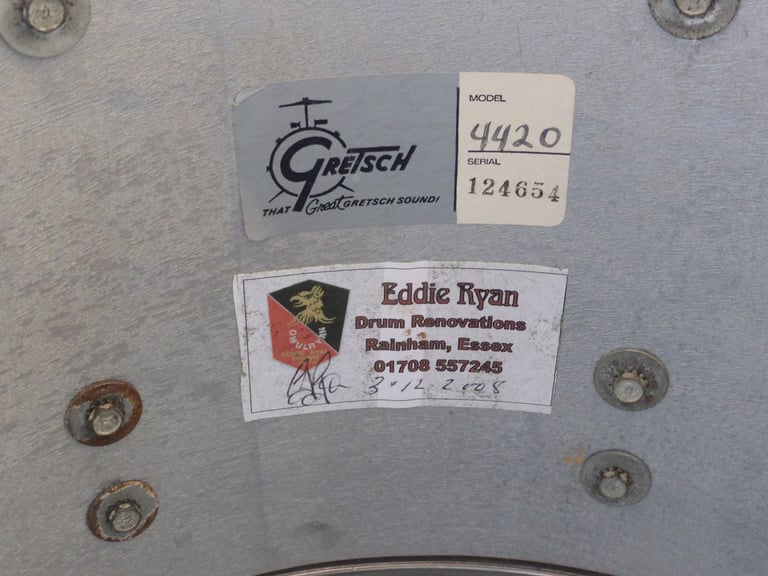 GRETSCH
THAT Great GRETSCH SOUND!
MODEL
4420
SERIAL
124654
Eddie Ryan
Drum Renovations
Rainham, Essex
01708 557245
3·12·2008